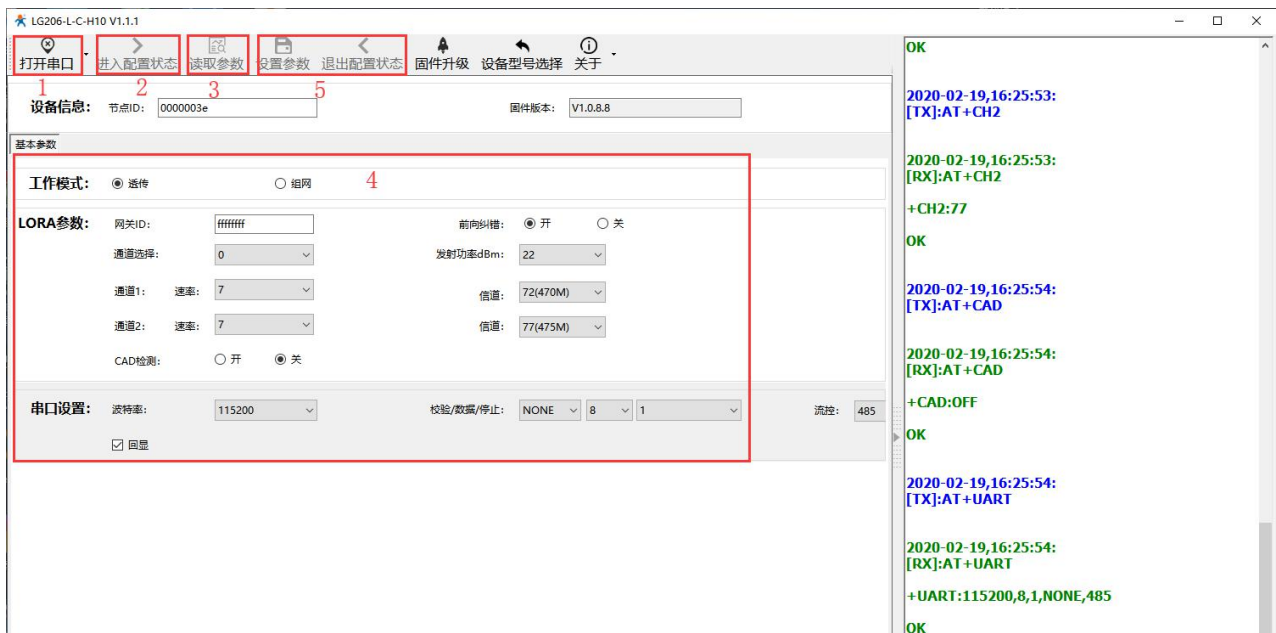 LG206-L-C-H10 V1.1.1
打开串口 进入配置状态 读取参数 设置参数 退出配置状态 固件升级 设备型号选择 关于
1 2 3 5
设备信息： 节点ID： 0000003e 固件版本： V1.0.8.8
基本参数
工作模式： 透传 组网 4
LORA参数： 网关ID： ffffffff 前向纠错： 开 关
通道选择： 0 发射功率dBm： 22
通道1： 速率： 7 信道： 72(470M)
通道2： 速率： 7 信道： 77(475M)
CAD检测： 开 关
串口设置： 波特率： 115200 校验/数据/停止： NONE 8 1 流控： 485
回显
OK
2020-02-19,16:25:53:
[TX]:AT+CH2
2020-02-19,16:25:53:
[RX]:AT+CH2
+CH2:77
OK
2020-02-19,16:25:54:
[TX]:AT+CAD
2020-02-19,16:25:54:
[RX]:AT+CAD
+CAD:OFF
OK
2020-02-19,16:25:54:
[TX]:AT+UART
2020-02-19,16:25:54:
[RX]:AT+UART
+UART:115200,8,1,NONE,485
OK